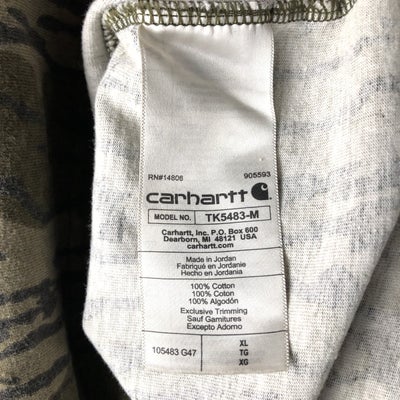 RN#14806 905593
carhartt
MODEL NO. TK5483-M
Carhartt, Inc. P.O. Box 600
Dearborn, MI 48121 USA
Made in Jordan
Fabriqué en Jordanie
Hecho en Jordania
100% Cotton
100% Coton
100% Algodón
Exclusive Trimming
Sauf Garnitures
Excepto Adorno
105483 G47
XL
TG
XG